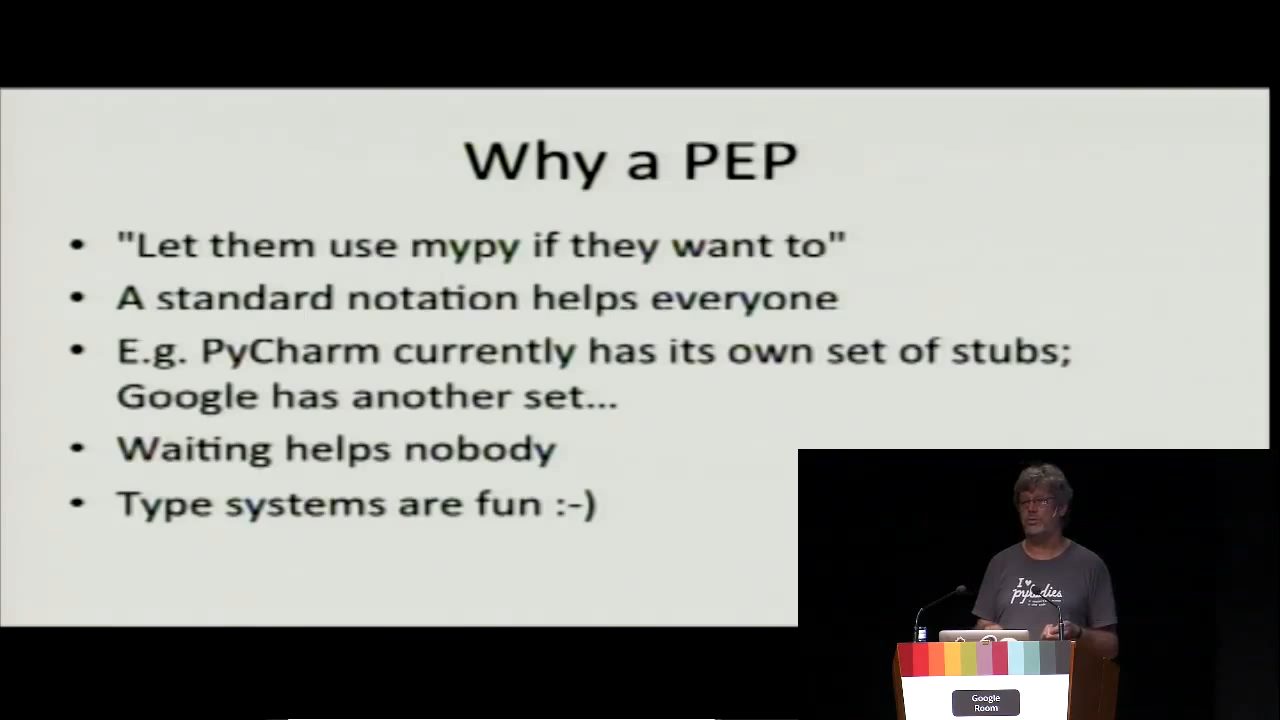 Why a PEP
• "Let them use mypy if they want to"
• A standard notation helps everyone
• E.g. PyCharm currently has its own set of stubs;
Google has another set...
• Waiting helps nobody
• Type systems are fun :-)
I ♥
pyladies
Google
Room